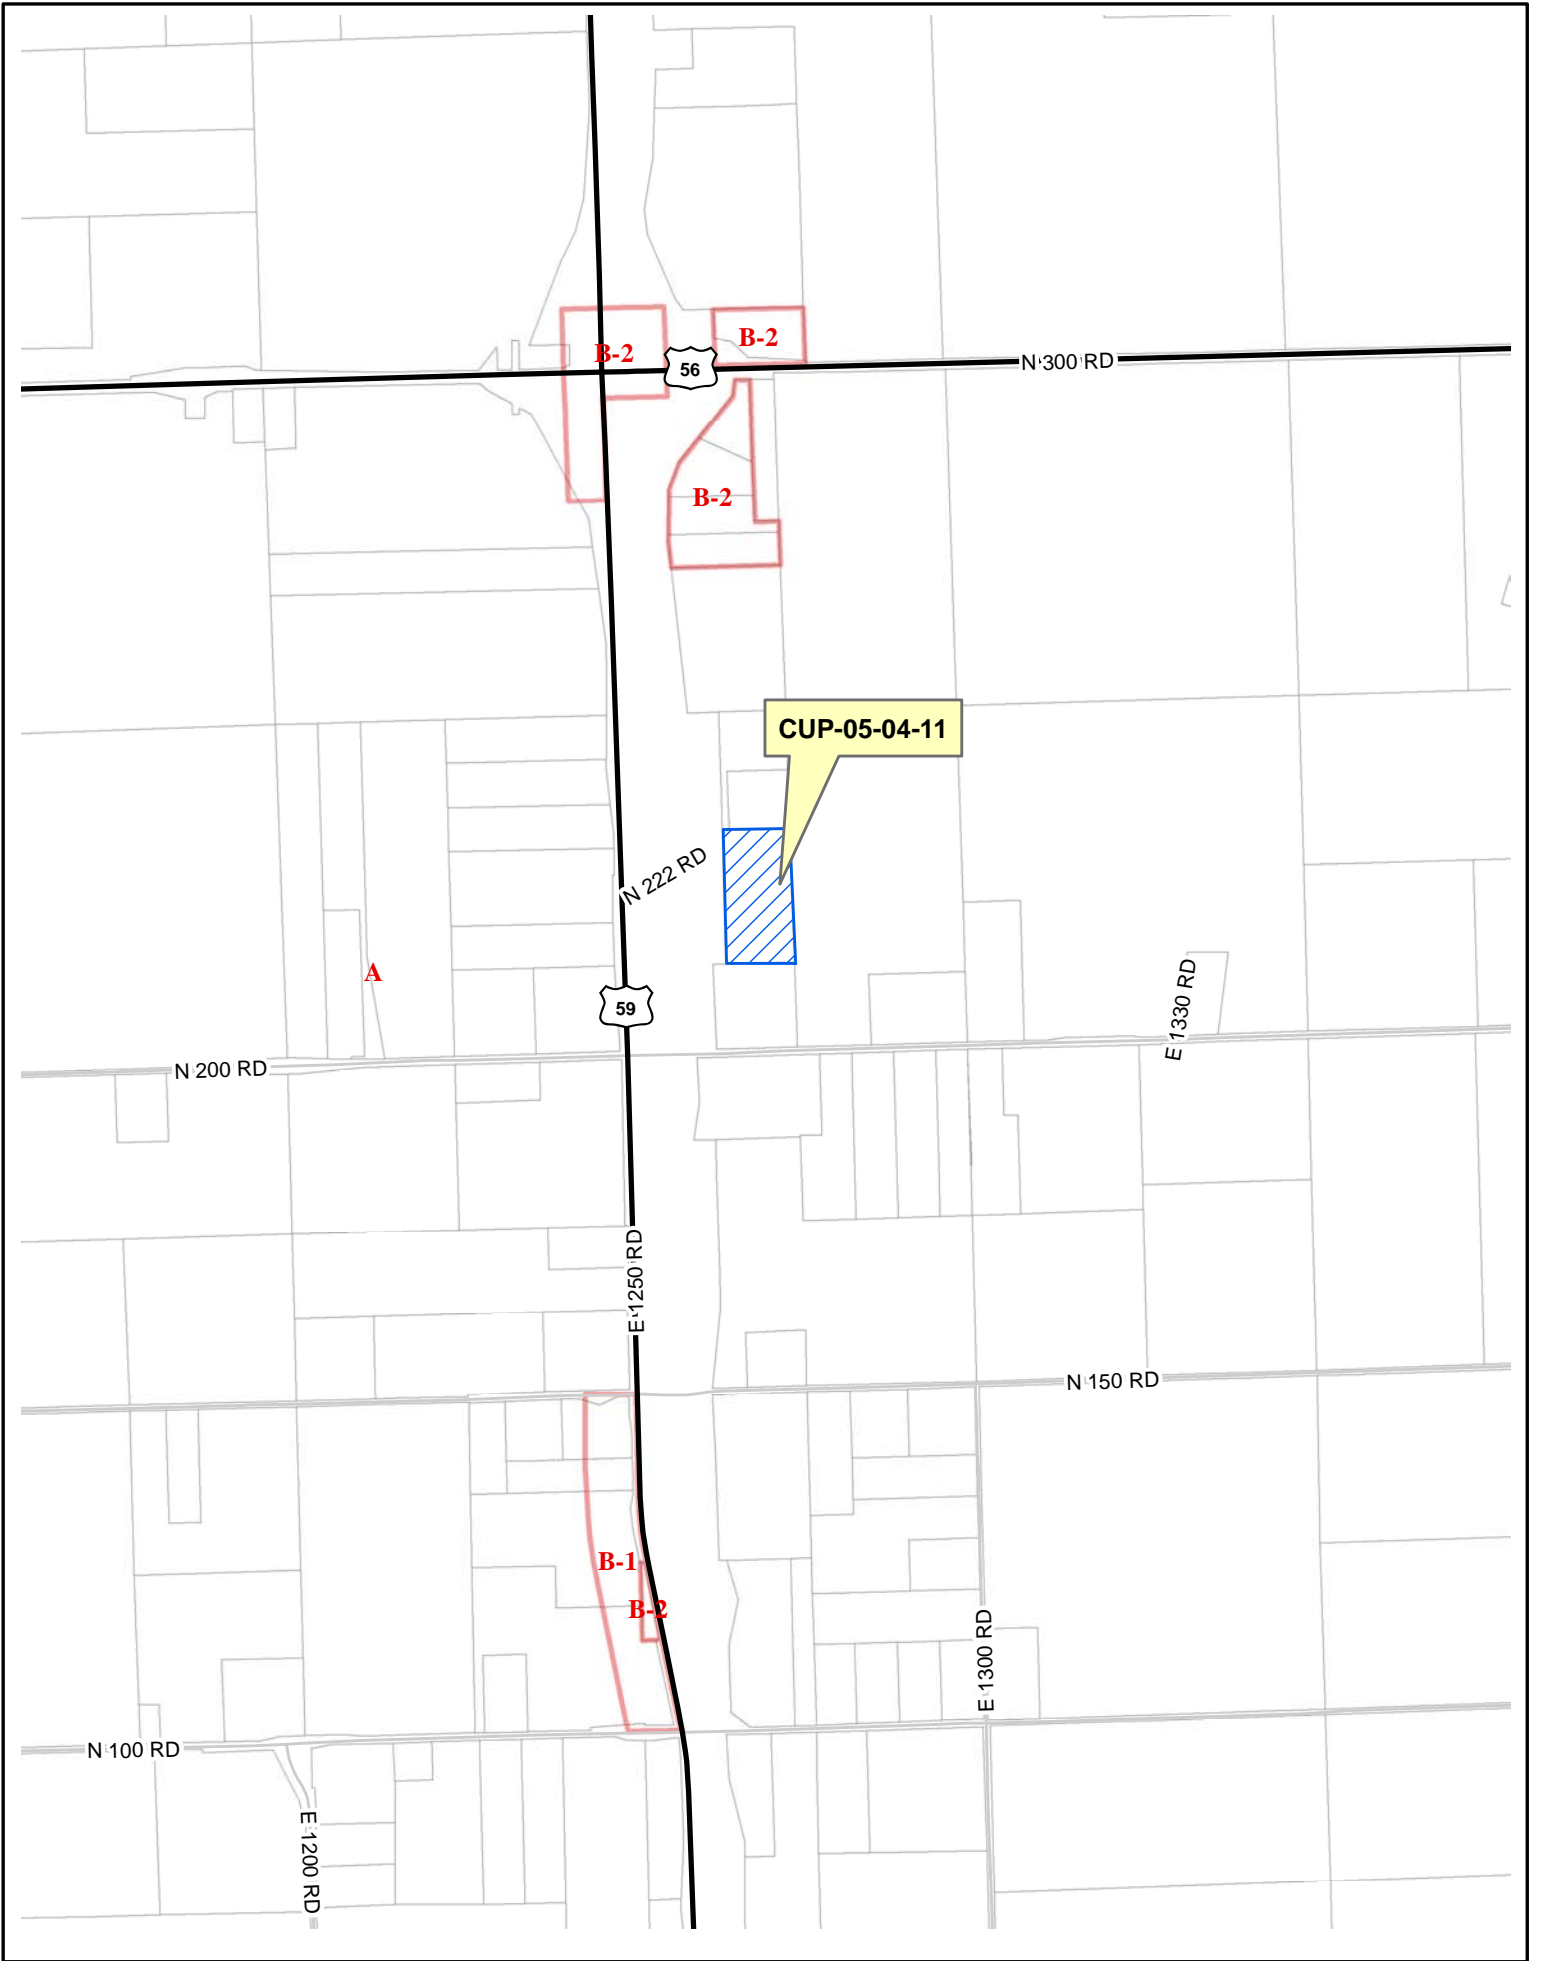 B-2
B-2
56
N 300 RD
B-2
CUP-05-04-11
N 222 RD
A
59
E 1330 RD
N 200 RD
E 1250 RD
N 150 RD
B-1
B-2
E 1300 RD
N 100 RD
E 1200 RD